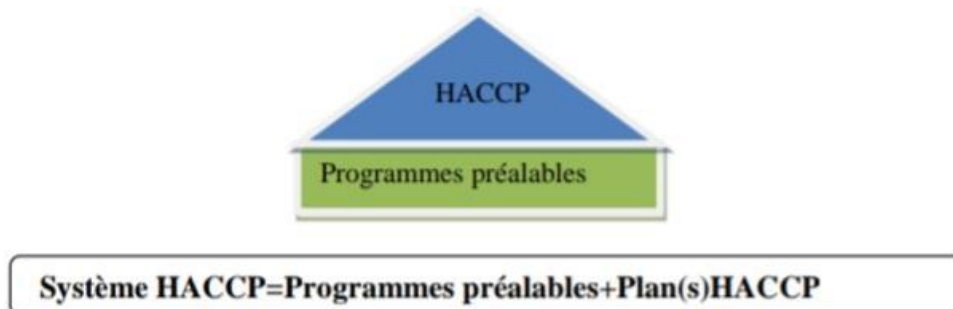 HACCP
Programmes préalables
Système HACCP=Programmes préalables+Plan(s)HACCP